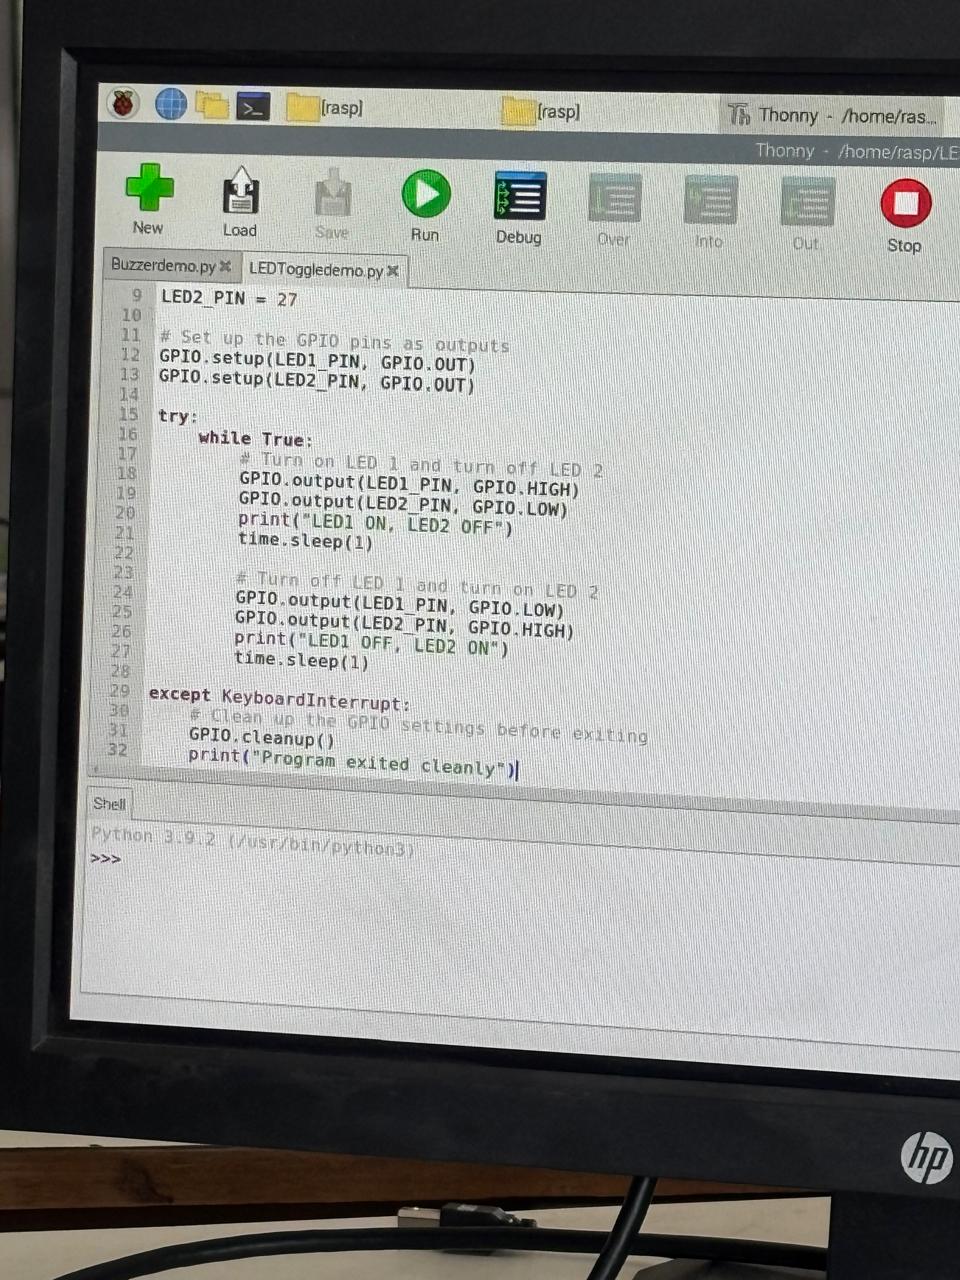 [rasp]
[rasp]
Thonny - /home/ras...
Thonny - /home/rasp/LE
New
Load
Save
Run
Debug
Over
Into
Out
Stop
Buzzerdemo.py
LEDToggledemo.py
9 LED2_PIN = 27
10
11 # Set up the GPIO pins as outputs
12 GPIO.setup(LED1_PIN, GPIO.OUT)
13 GPIO.setup(LED2_PIN, GPIO.OUT)
14
15 try:
16     while True:
17         # Turn on LED 1 and turn off LED 2
18         GPIO.output(LED1_PIN, GPIO.HIGH)
19         GPIO.output(LED2_PIN, GPIO.LOW)
20         print("LED1 ON, LED2 OFF")
21         time.sleep(1)
22
23         # Turn off LED 1 and turn on LED 2
24         GPIO.output(LED1_PIN, GPIO.LOW)
25         GPIO.output(LED2_PIN, GPIO.HIGH)
26         print("LED1 OFF, LED2 ON")
27         time.sleep(1)
28
29 except KeyboardInterrupt:
30     # Clean up the GPIO settings before exiting
31     GPIO.cleanup()
32     print("Program exited cleanly")
Shell
Python 3.9.2 (/usr/bin/python3)
>>>
hp